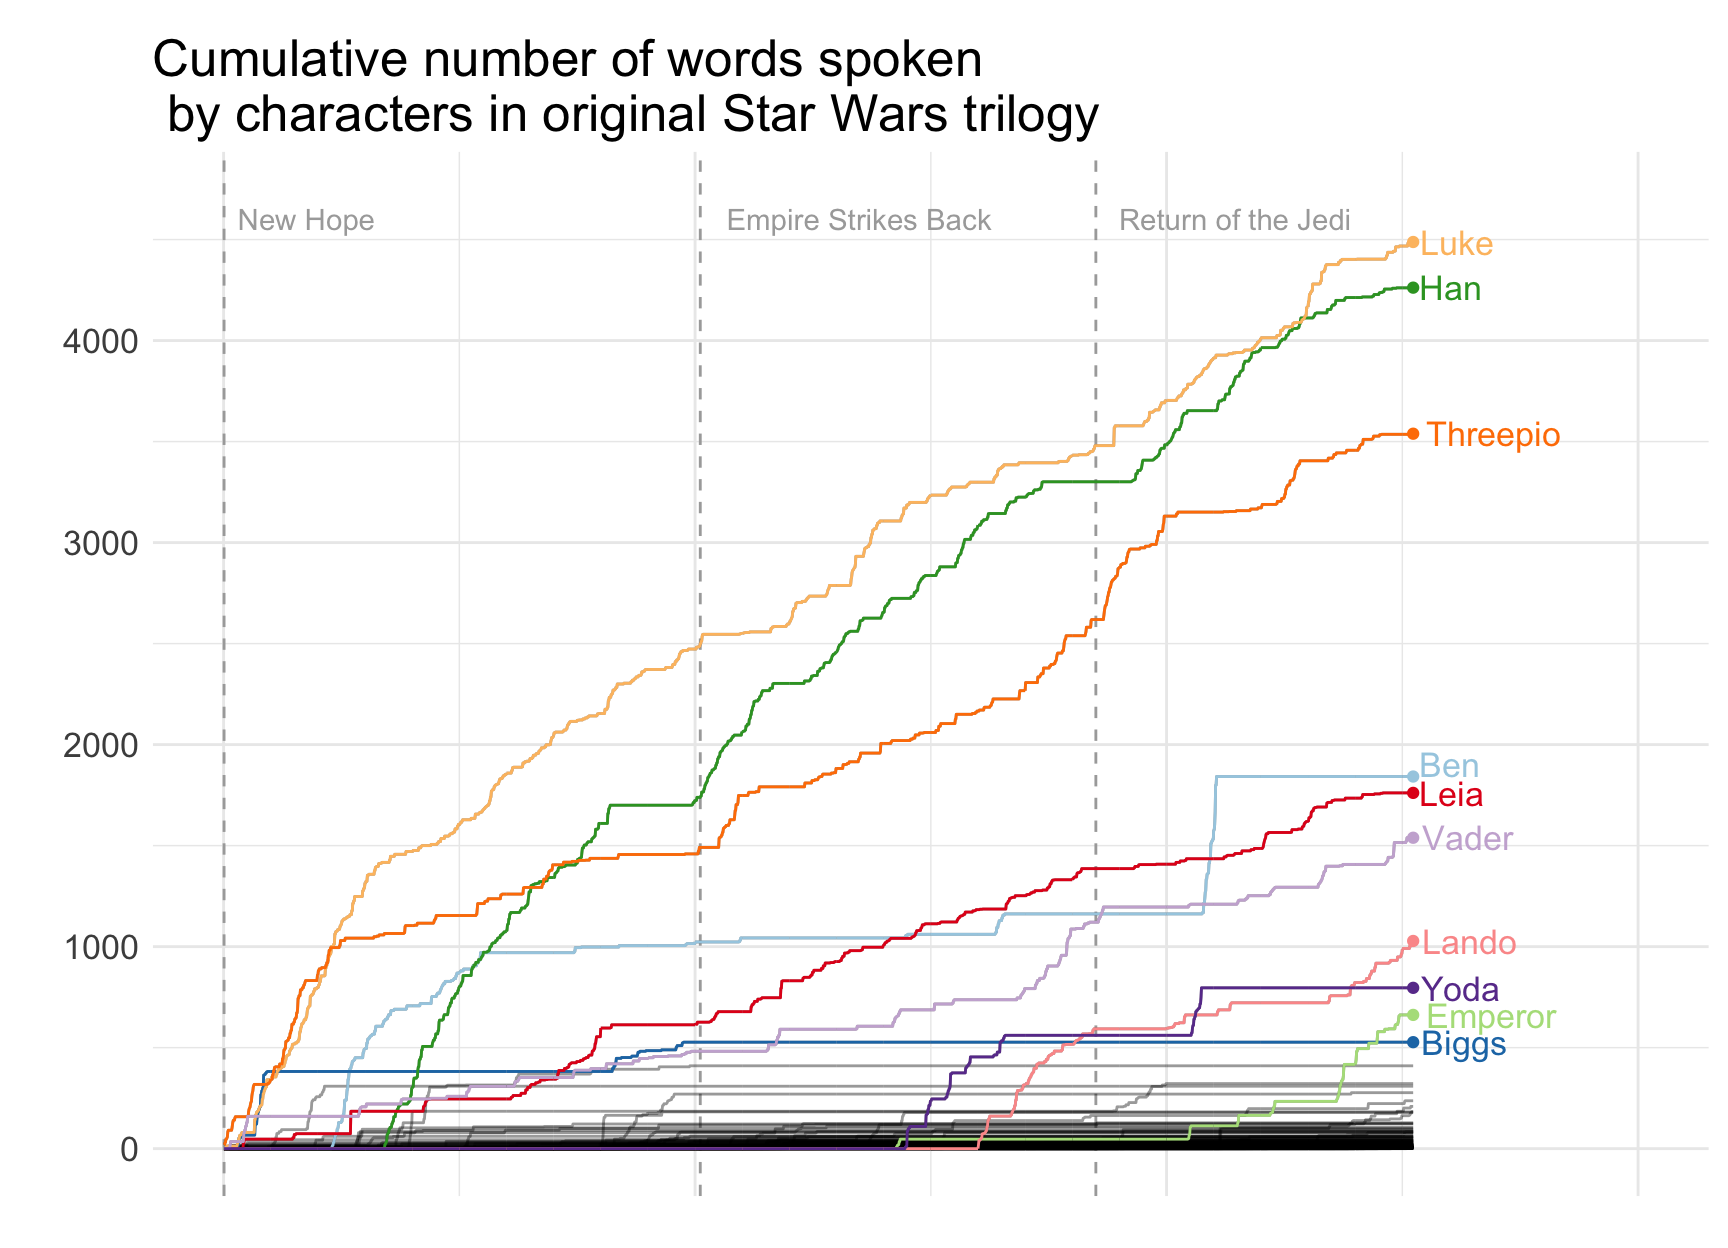 Cumulative number of words spoken
by characters in original Star Wars trilogy
New Hope
Empire Strikes Back
Return of the Jedi
Luke
Han
4000
Threepio
3000
2000
Ben
Leia
Vader
1000
Lando
Yoda
Emperor
Biggs
0